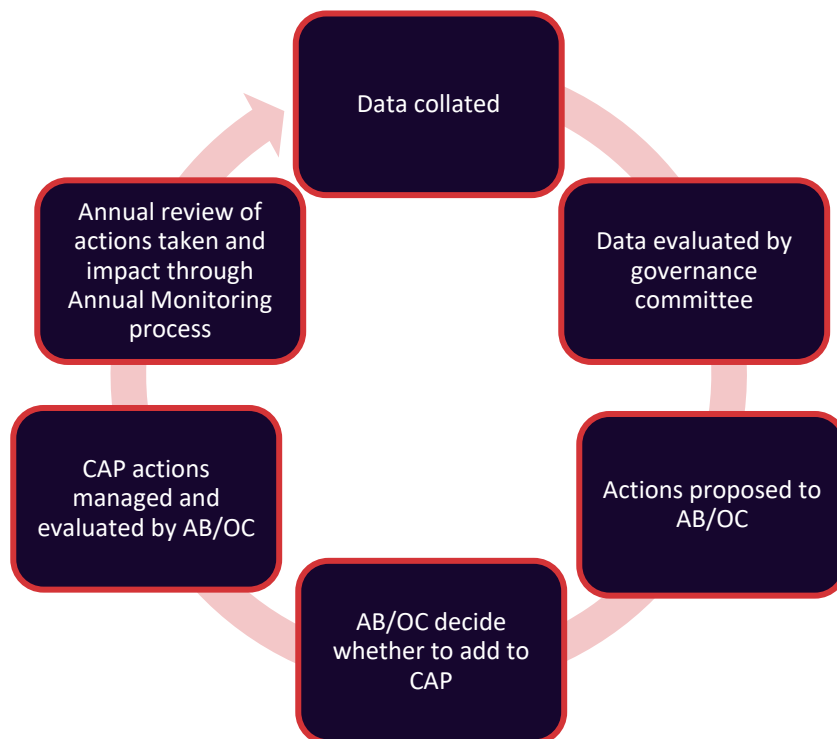 Data collated
Data evaluated by
governance
committee
Actions proposed to
AB/OC
AB/OC decide
whether to add to
CAP
CAP actions
managed and
evaluated by AB/OC
Annual review of
actions taken and
impact through
Annual Monitoring
process